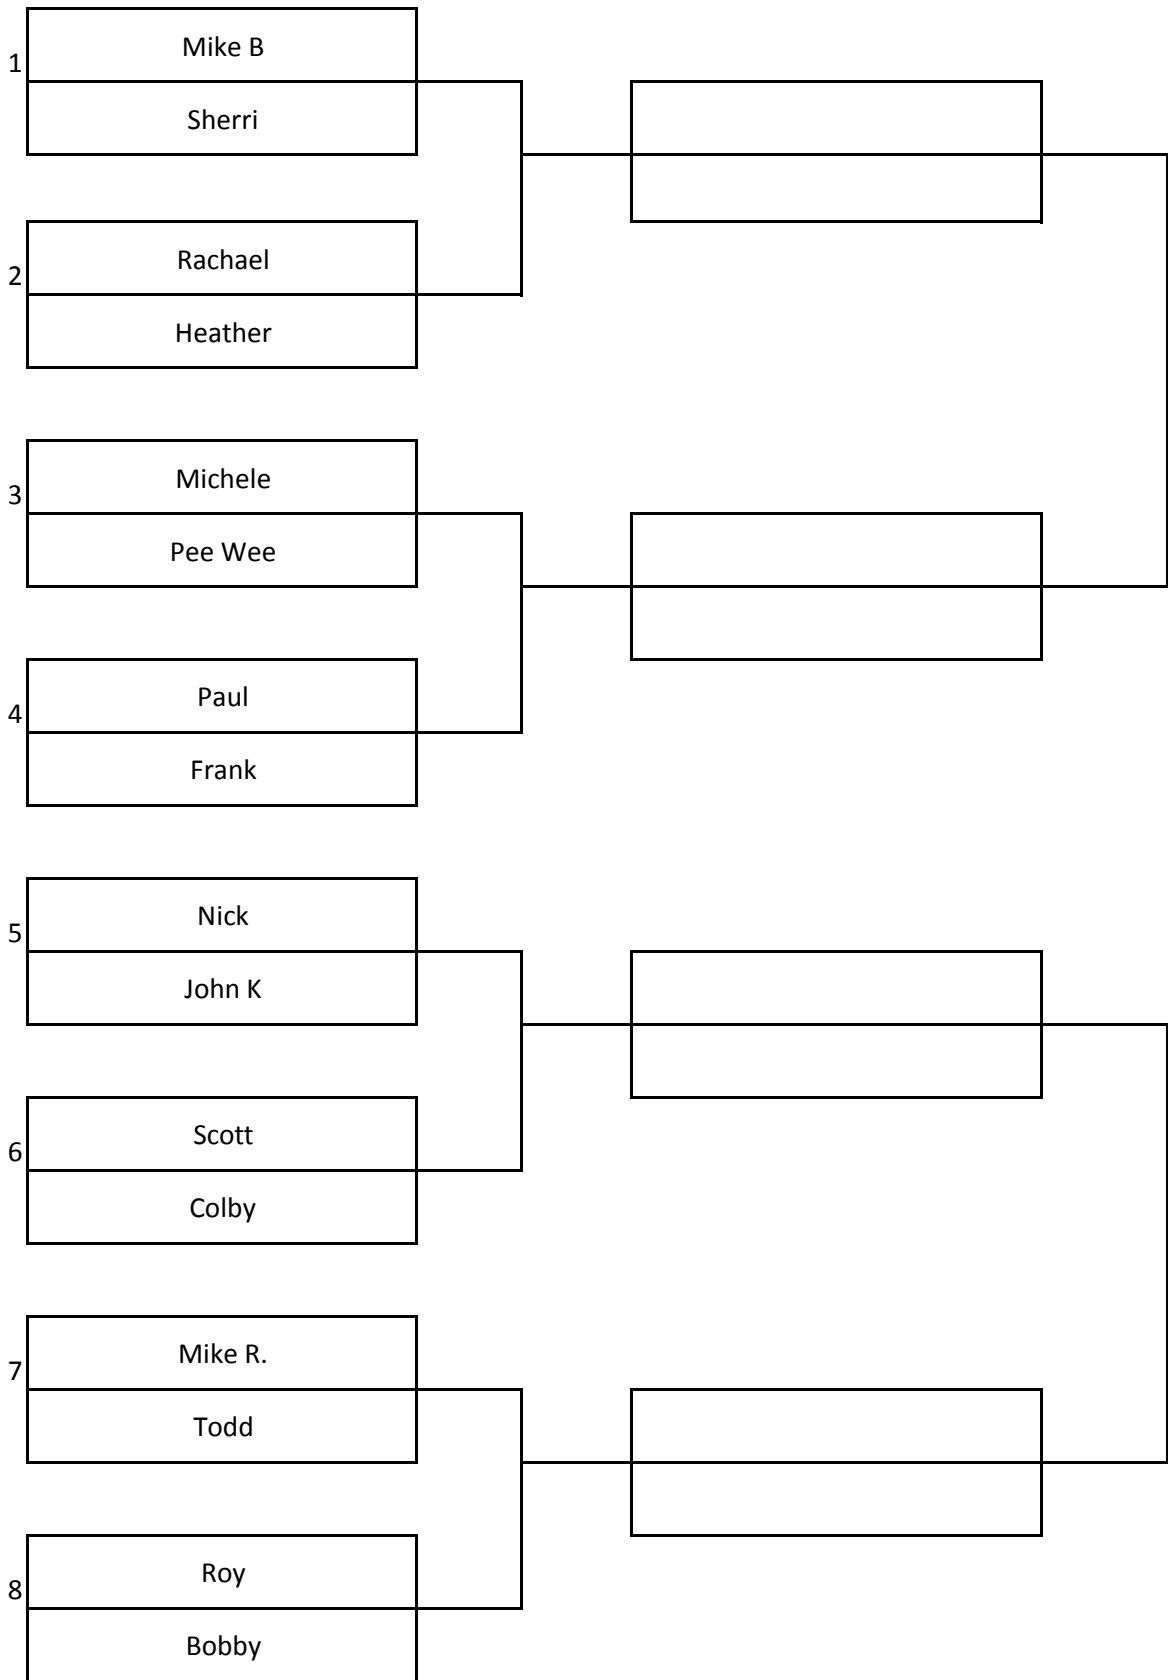 1
Mike B
Sherri
2
Rachael
Heather
3
Michele
Pee Wee
4
Paul
Frank
5
Nick
John K
6
Scott
Colby
7
Mike R.
Todd
8
Roy
Bobby